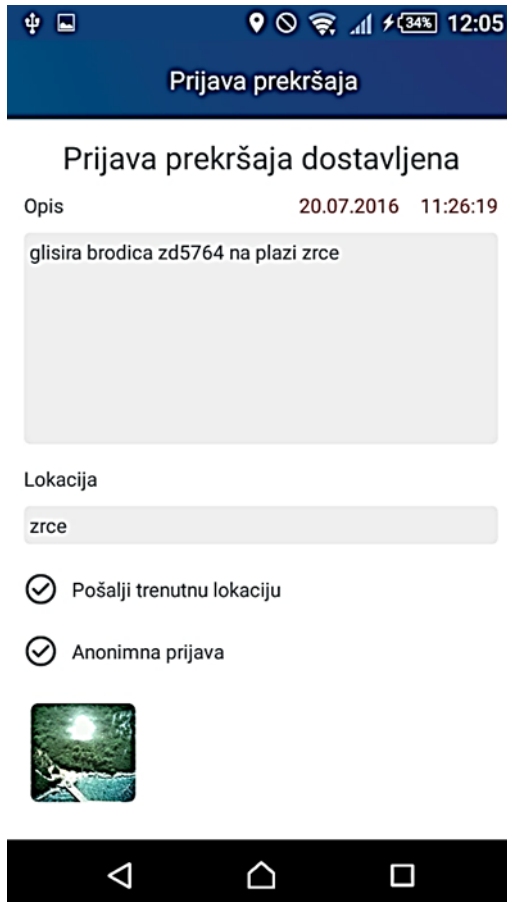 34% 12:05
Prijava prekršaja
Prijava prekršaja dostavljena
Opis 20.07.2016 11:26:19
glisira brodica zd5764 na plazi zrce
Lokacija
zrce
Pošalji trenutnu lokaciju
Anonimna prijava